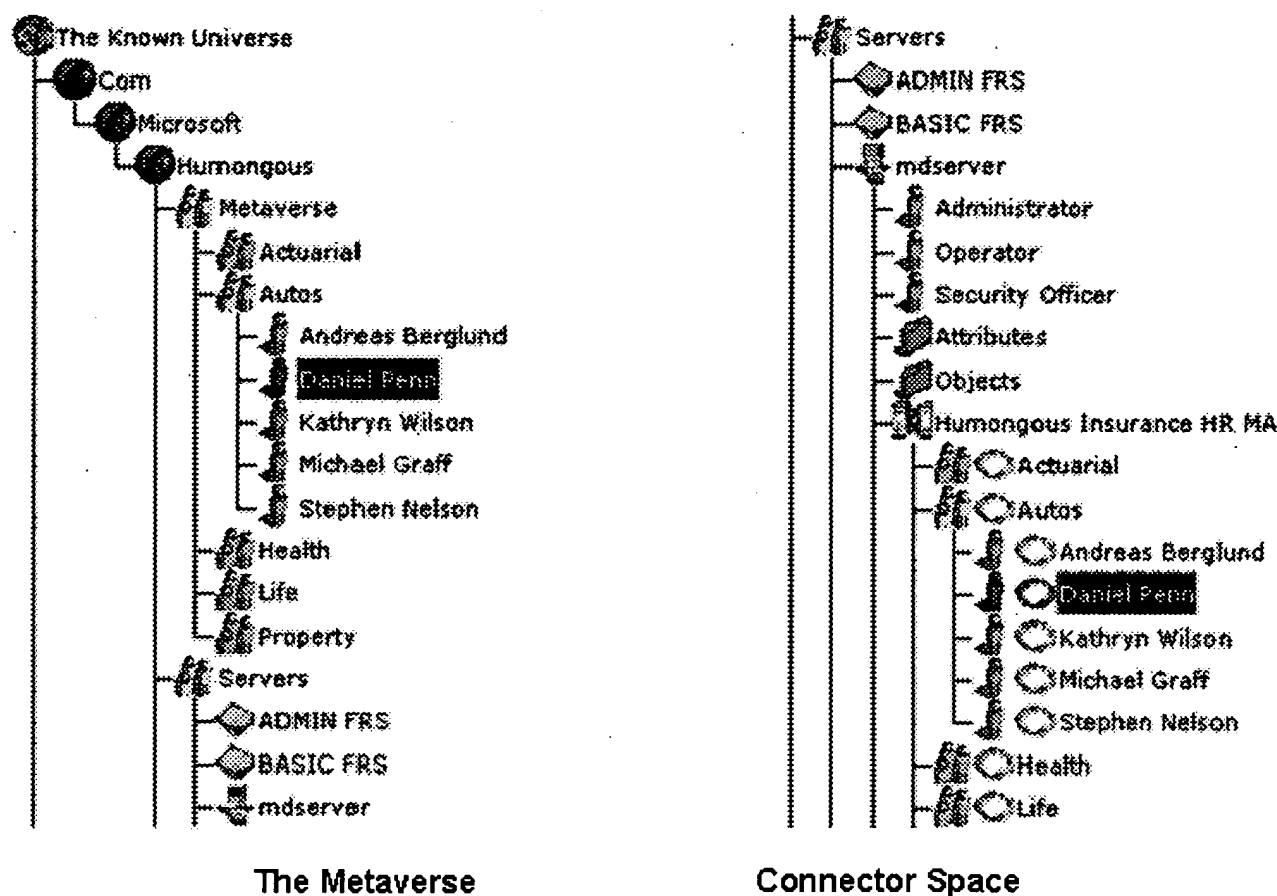 The Known Universe
Com
Microsoft
Humongous
Metaverse
Actuarial
Autos
Andreas Berglund
Daniel Penn
Kathryn Wilson
Michael Graff
Stephen Nelson
Health
Life
Property
Servers
ADMIN FRS
BASIC FRS
mdserver
The Metaverse
Servers
ADMIN FRS
BASIC FRS
mdserver
Administrator
Operator
Security Officer
Attributes
Objects
Humongous Insurance HR MA
Actuarial
Autos
Andreas Berglund
Daniel Penn
Kathryn Wilson
Michael Graff
Stephen Nelson
Health
Life
Connector Space